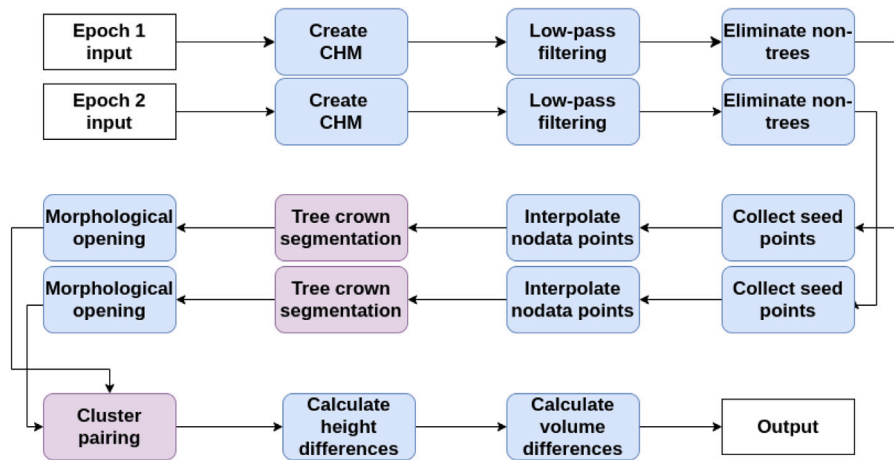 Epoch 1
input
Create
CHM
Low-pass
filtering
Eliminate non-
trees
Epoch 2
input
Create
CHM
Low-pass
filtering
Eliminate non-
trees
Morphological
opening
Tree crown
segmentation
Interpolate
nodata points
Collect seed
points
Morphological
opening
Tree crown
segmentation
Interpolate
nodata points
Collect seed
points
Cluster
pairing
Calculate
height
differences
Calculate
volume
differences
Output